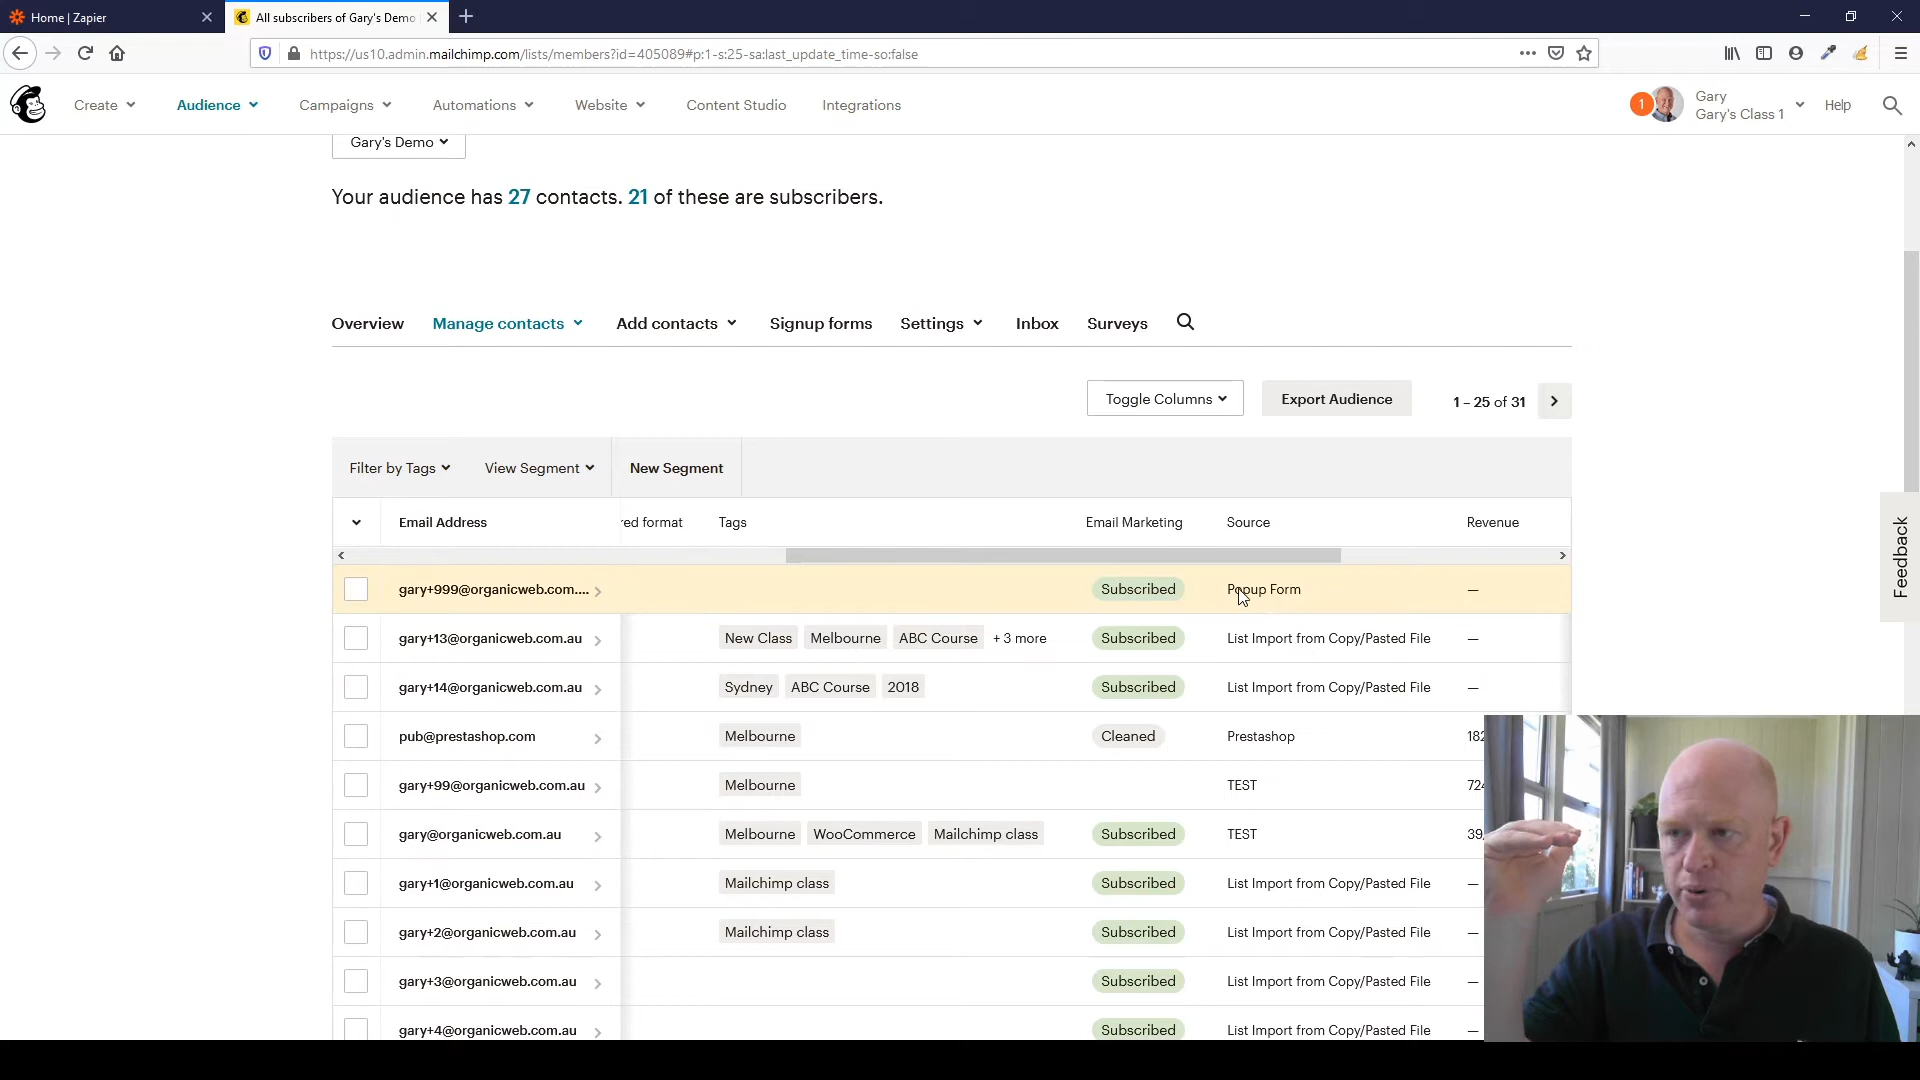 Home | Zapier
All subscribers of Gary's Demo
https://us10.admin.mailchimp.com/lists/members?id=405089#p:1-s:25-sa:last_update_time-so:false
Create
Audience
Campaigns
Automations
Website
Content Studio
Integrations
1
Gary
Gary's Class 1
Help
Gary's Demo
Your audience has 27 contacts. 21 of these are subscribers.
Overview
Manage contacts
Add contacts
Signup forms
Settings
Inbox
Surveys
Toggle Columns
Export Audience
1 – 25 of 31
Feedback
Filter by Tags
View Segment
New Segment
Email Address red format Tags Email Marketing Source Revenue
gary+999@organicweb.com.... Subscribed Popup Form —
gary+13@organicweb.com.au New Class Melbourne ABC Course + 3 more Subscribed List Import from Copy/Pasted File —
gary+14@organicweb.com.au Sydney ABC Course 2018 Subscribed List Import from Copy/Pasted File —
pub@prestashop.com Melbourne Cleaned Prestashop 182
gary+99@organicweb.com.au Melbourne TEST 724
gary@organicweb.com.au Melbourne WooCommerce Mailchimp class Subscribed TEST 39
gary+1@organicweb.com.au Mailchimp class Subscribed List Import from Copy/Pasted File —
gary+2@organicweb.com.au Mailchimp class Subscribed List Import from Copy/Pasted File —
gary+3@organicweb.com.au Subscribed List Import from Copy/Pasted File —
gary+4@organicweb.com.au Subscribed List Import from Copy/Pasted File —